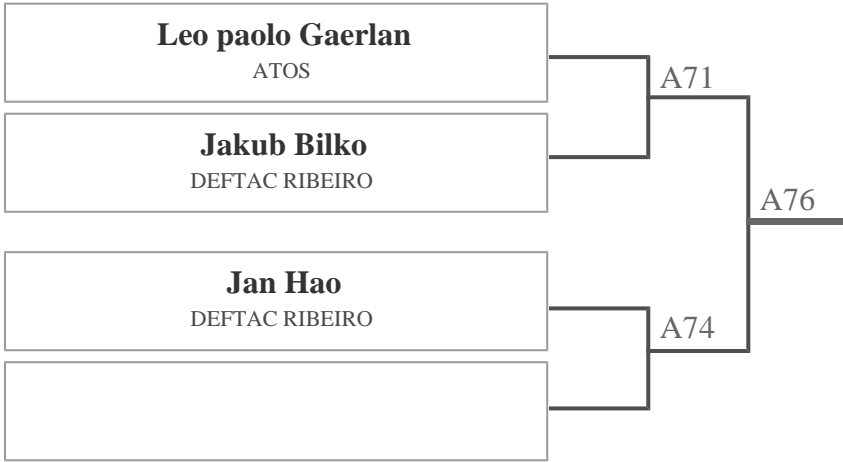 Leo paolo Gaerlan
ATOS
A71
Jakub Bilko
DEFTAC RIBEIRO
A76
Jan Hao
DEFTAC RIBEIRO
A74